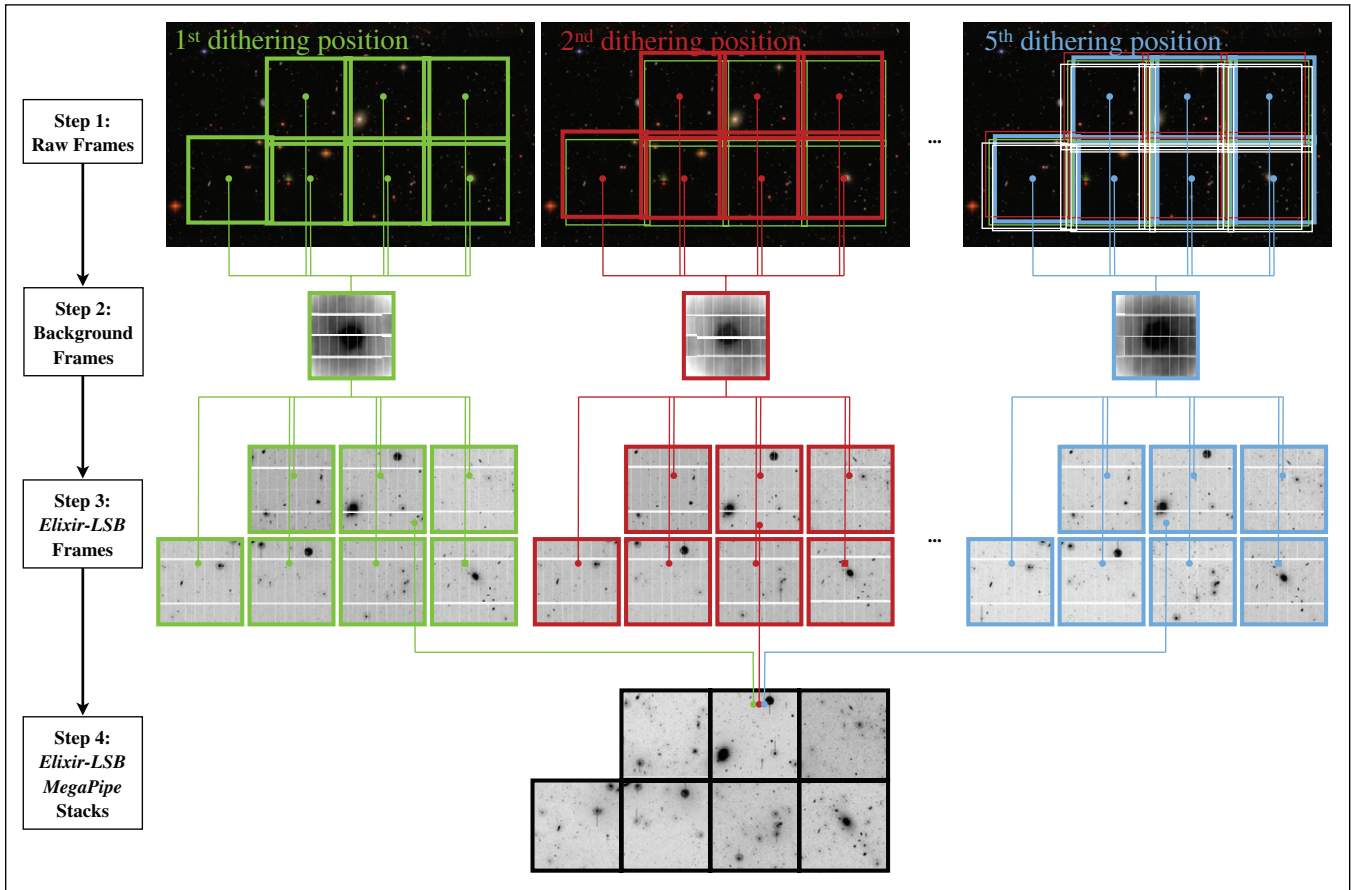 1st dithering position
2nd dithering position
5th dithering position
Step 1:
Raw Frames
...
Step 2:
Background
Frames
Step 3:
Elixir-LSB
Frames
...
Step 4:
Elixir-LSB
MegaPipe
Stacks